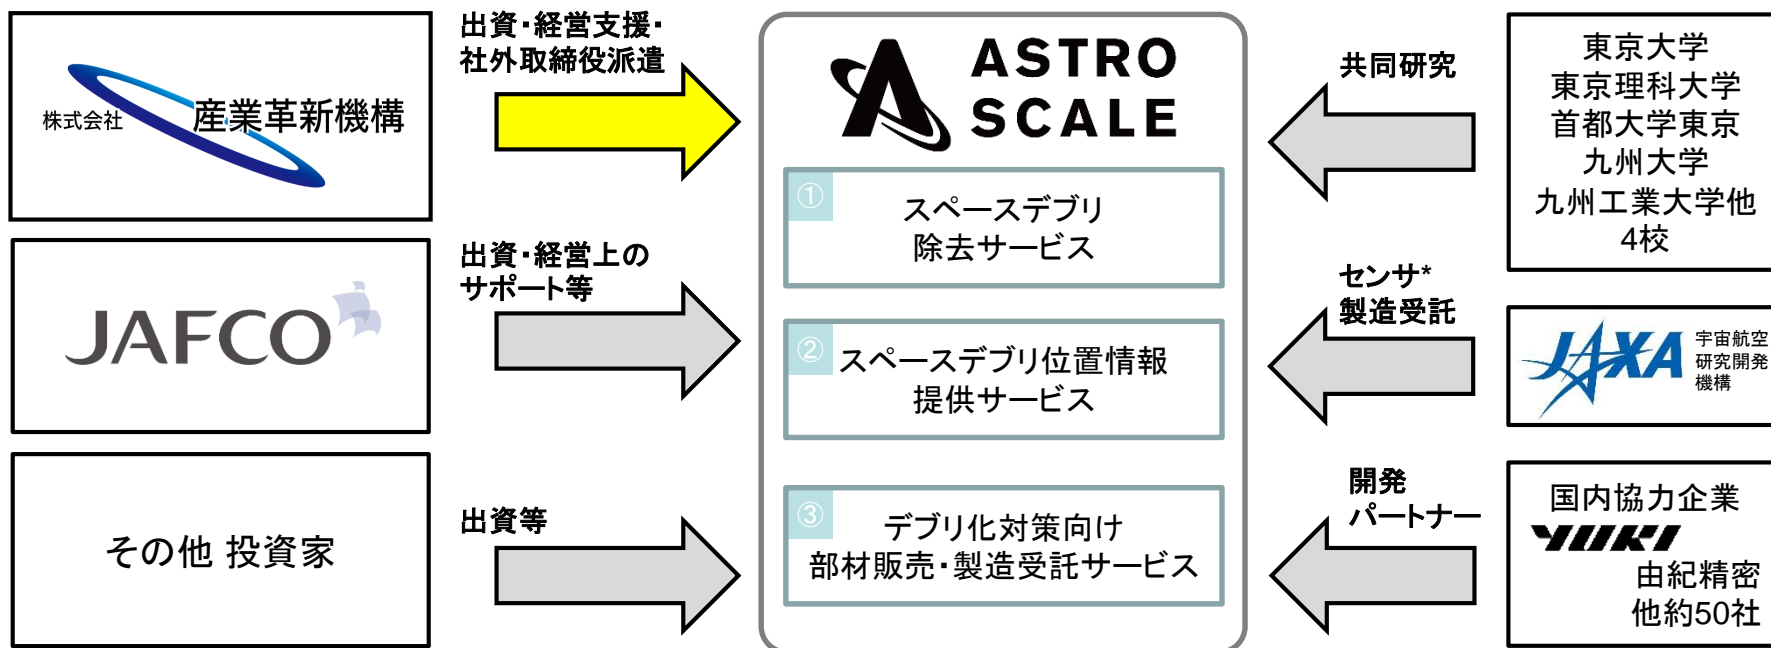 株式会社 産業革新機構
出資・経営支援・
社外取締役派遣
JAFCO
出資・経営上の
サポート等
その他 投資家
出資等
ASTRO
SCALE
①
スペースデブリ
除去サービス
②
スペースデブリ位置情報
提供サービス
③
デブリ化対策向け
部材販売・製造受託サービス
共同研究
東京大学
東京理科大学
首都大学東京
九州大学
九州工業大学他
4校
センサ*
製造受託
JAXA
宇宙航空
研究開発
機構
開発
パートナー
国内協力企業
YUKI
由紀精密
他約50社